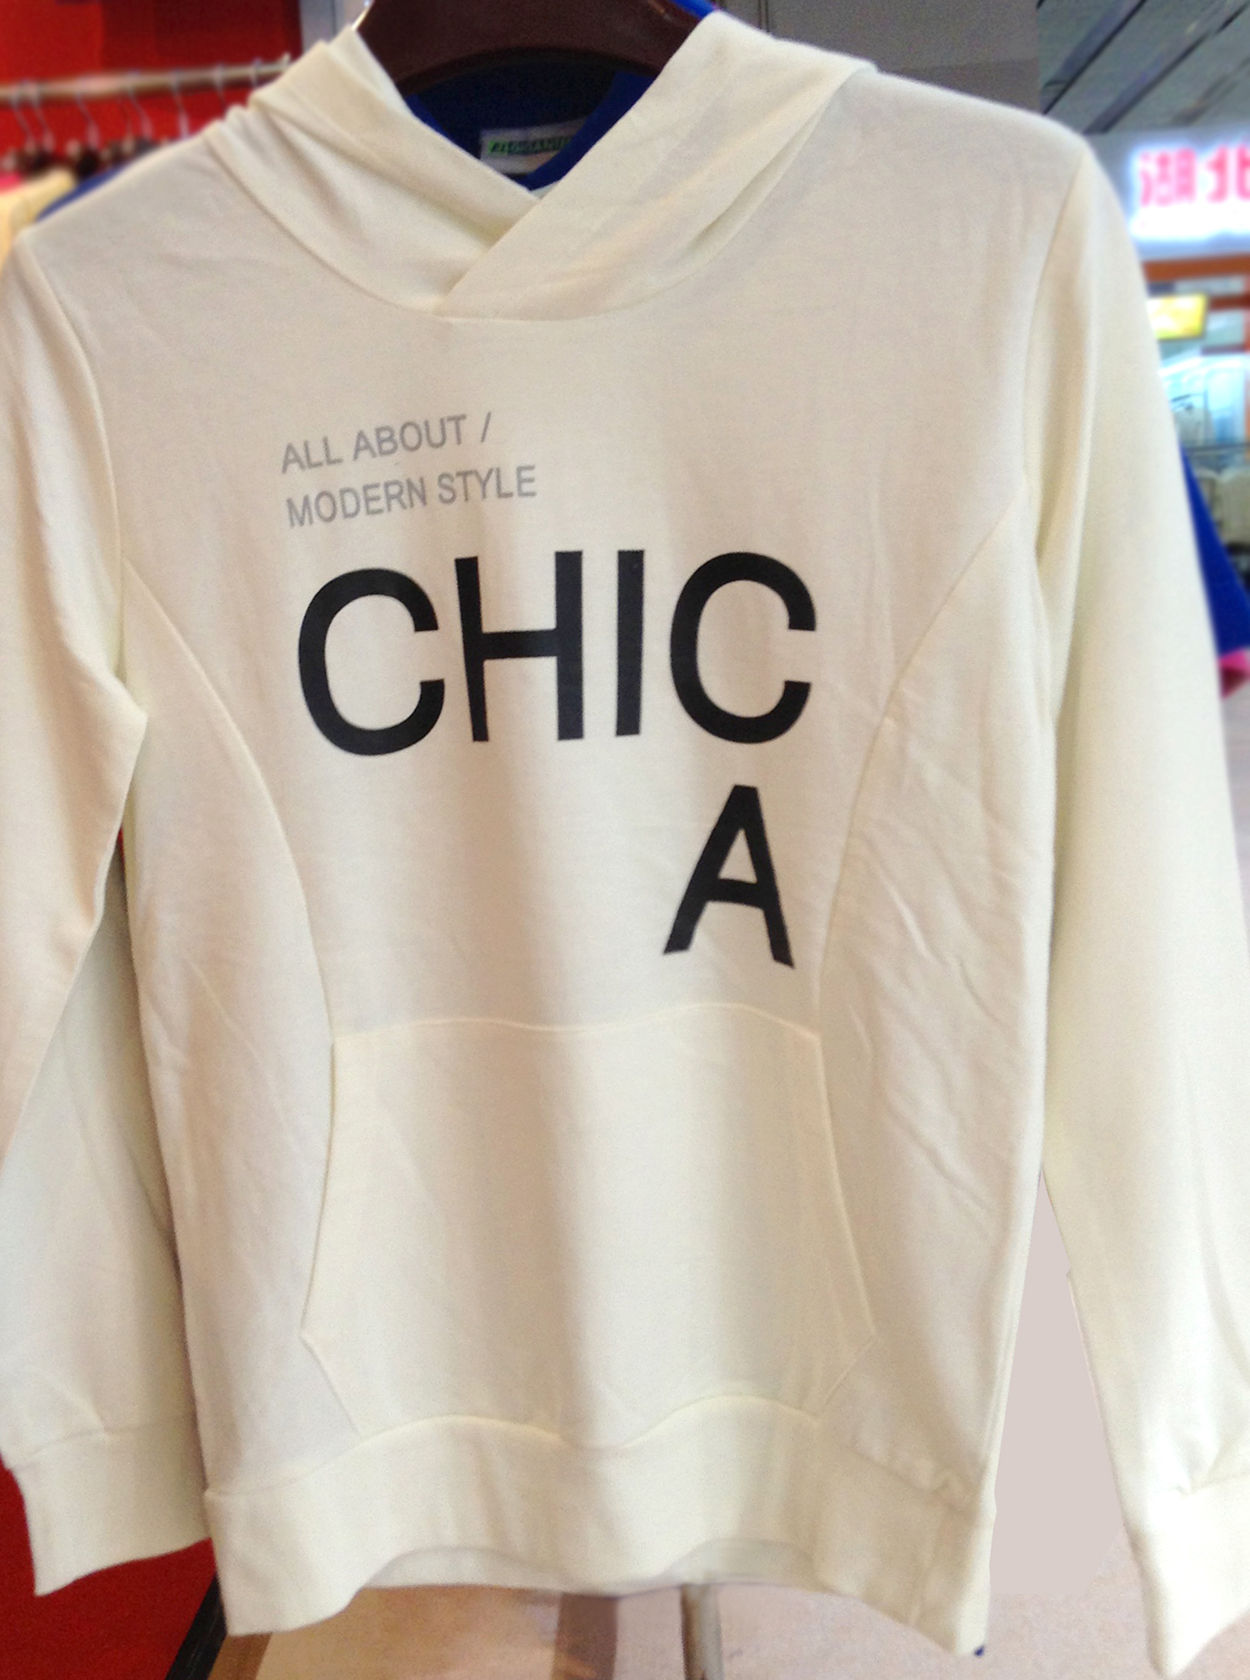 ALL ABOUT /
MODERN STYLE
CHIC
A